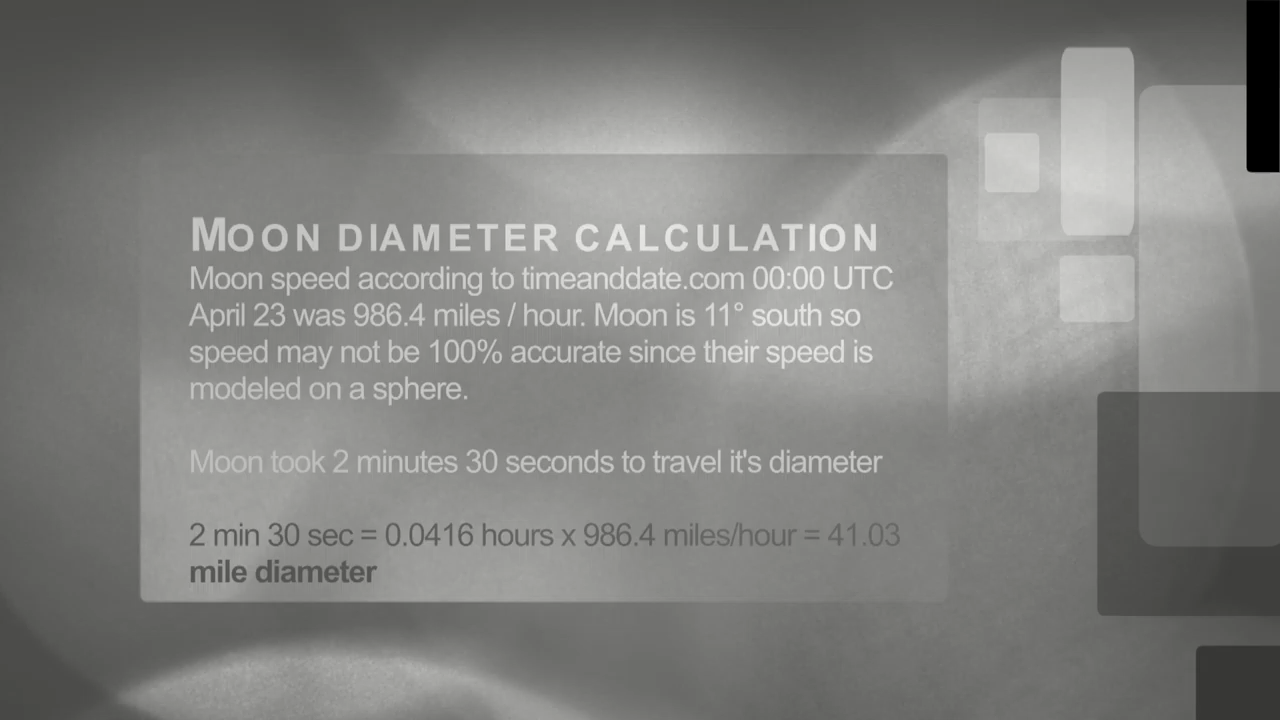 MOON DIAMETER CALCULATION
Moon speed according to timeanddate.com 00:00 UTC
April 23 was 986.4 miles / hour. Moon is 11° south so
speed may not be 100% accurate since their speed is
modeled on a sphere.
Moon took 2 minutes 30 seconds to travel it's diameter
2 min 30 sec = 0.0416 hours x 986.4 miles/hour = 41.03
mile diameter